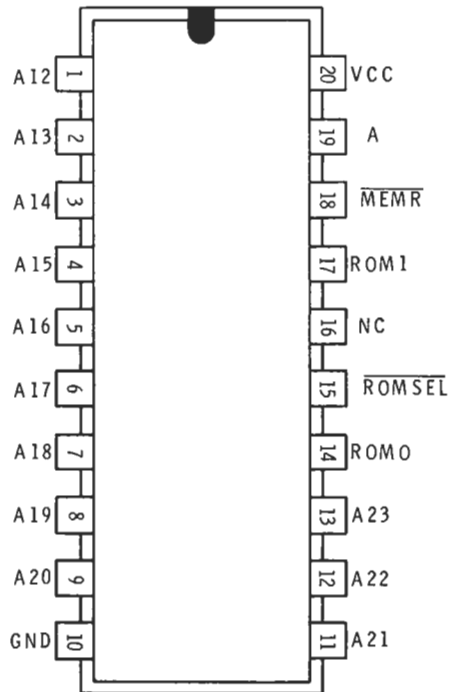 A12 1 20 VCC
A13 2 19 A
A14 3 18 MEMR
A15 4 17 ROM1
A16 5 16 NC
A17 6 15 ROMSEL
A18 7 14 ROM0
A19 8 13 A23
A20 9 12 A22
GND 10 11 A21